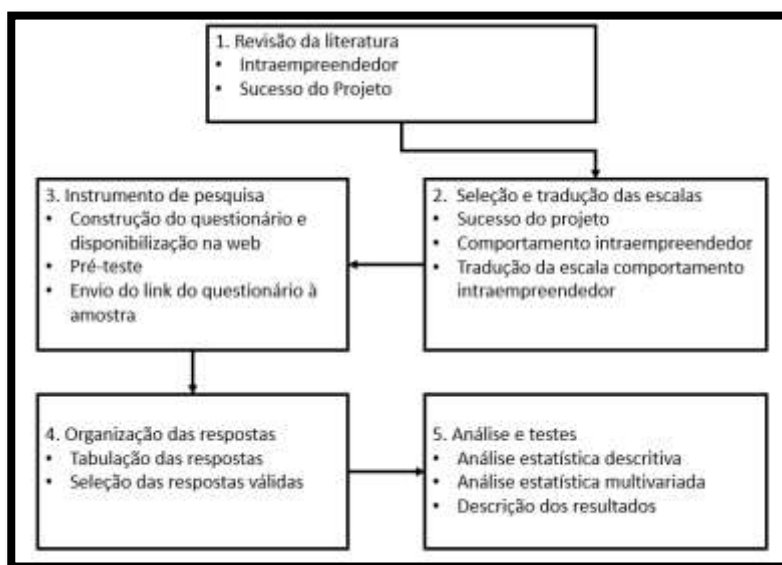 1. Revisão da literatura
• Intraempreendedor
• Sucesso do Projeto
2. Seleção e tradução das escalas
• Sucesso do projeto
• Comportamento intraempreendedor
• Tradução da escala comportamento
intraempreendedor
3. Instrumento de pesquisa
• Construção do questionário e
disponibilização na web
• Pré-teste
• Envio do link do questionário à
amostra
4. Organização das respostas
• Tabulação das respostas
• Seleção das respostas válidas
5. Análise e testes
• Análise estatística descritiva
• Análise estatística multivariada
• Descrição dos resultados